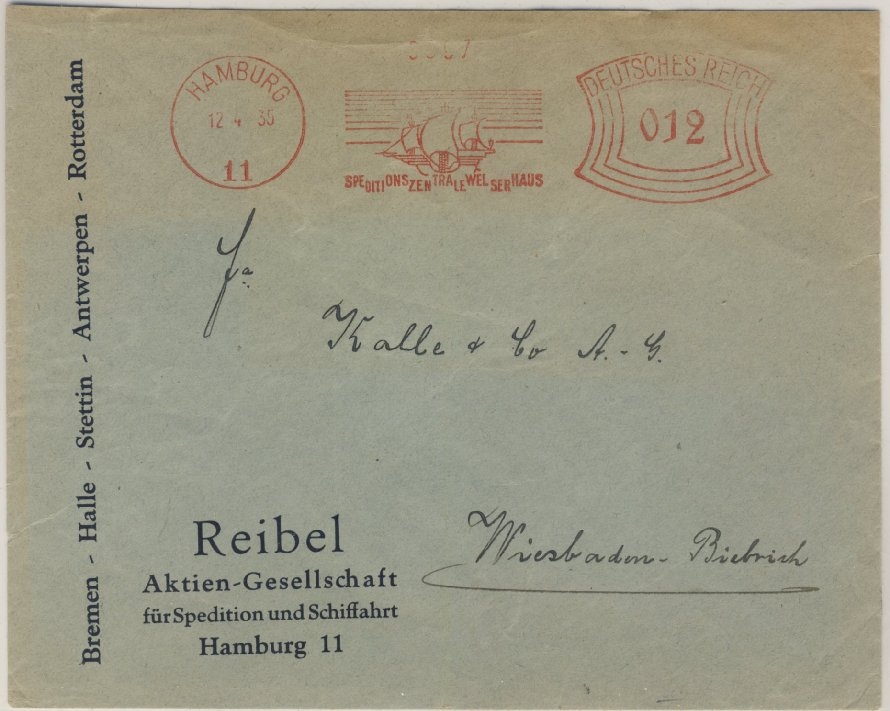 HAMBURG
12 4 35
11
SPEDITIONSZENTRALE WELSERHAUS
DEUTSCHES REICH
012
Bremen - Halle - Stettin - Antwerpen - Rotterdam
Fa
Kalle & Co A.-G.
Wiesbaden-Biebrich
Reibel
Aktien-Gesellschaft
für Spedition und Schiffahrt
Hamburg 11